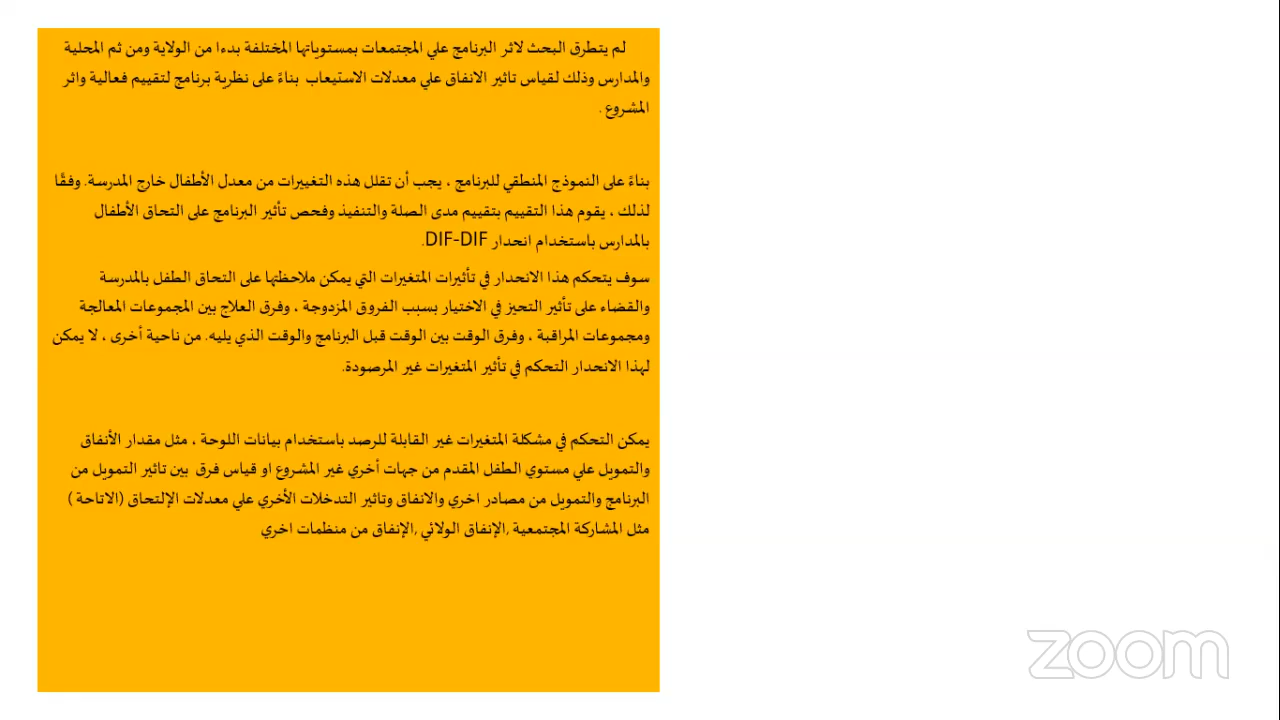 لم يتطرق البحث لاثر البرنامج علي المجتمعات بمستوياتها المختلفة بدءا من الولاية ومن ثم المحلية
والمدارس وذلك لقياس تاثير الانفاق علي معدلات الاستيعاب بناءً على نظرية برنامج لتقييم فعالية واثر
المشروع .
بناءً على النموذج المنطقي للبرنامج ، يجب أن تقلل هذه التغييرات من معدل الأطفال خارج المدرسة. وفقًا
لذلك ، يقوم هذا التقييم بتقييم مدى الصلة والتنفيذ وفحص تأثير البرنامج على التحاق الأطفال
بالمدارس باستخدام انحدار DIF-DIF.
سوف يتحكم هذا الانحدار في تأثيرات المتغيرات التي يمكن ملاحظتها على التحاق الطفل بالمدرسة
والقضاء على تأثير التحيز في الاختيار بسبب الفروق المزدوجة ، وفرق العلاج بين المجموعات المعالجة
ومجموعات المراقبة ، وفرق الوقت بين الوقت قبل البرنامج والوقت الذي يليه. من ناحية أخرى ، لا يمكن
لهذا الانحدار التحكم في تأثير المتغيرات غير المرصودة.
يمكن التحكم في مشكلة المتغيرات غير القابلة للرصد باستخدام بيانات اللوحة ، مثل مقدار الأنفاق
والتمويل علي مستوي الطفل المقدم من جهات أخري غير المشروع او قياس فرق بين تاثير التمويل من
البرنامج والتمويل من مصادر اخري والانفاق وتاثير التدخلات الأخري علي معدلات الإلتحاق (الاتاحة )
مثل المشاركة المجتمعية ,الإنفاق الولائي ,الإنفاق من منظمات اخري
zoom